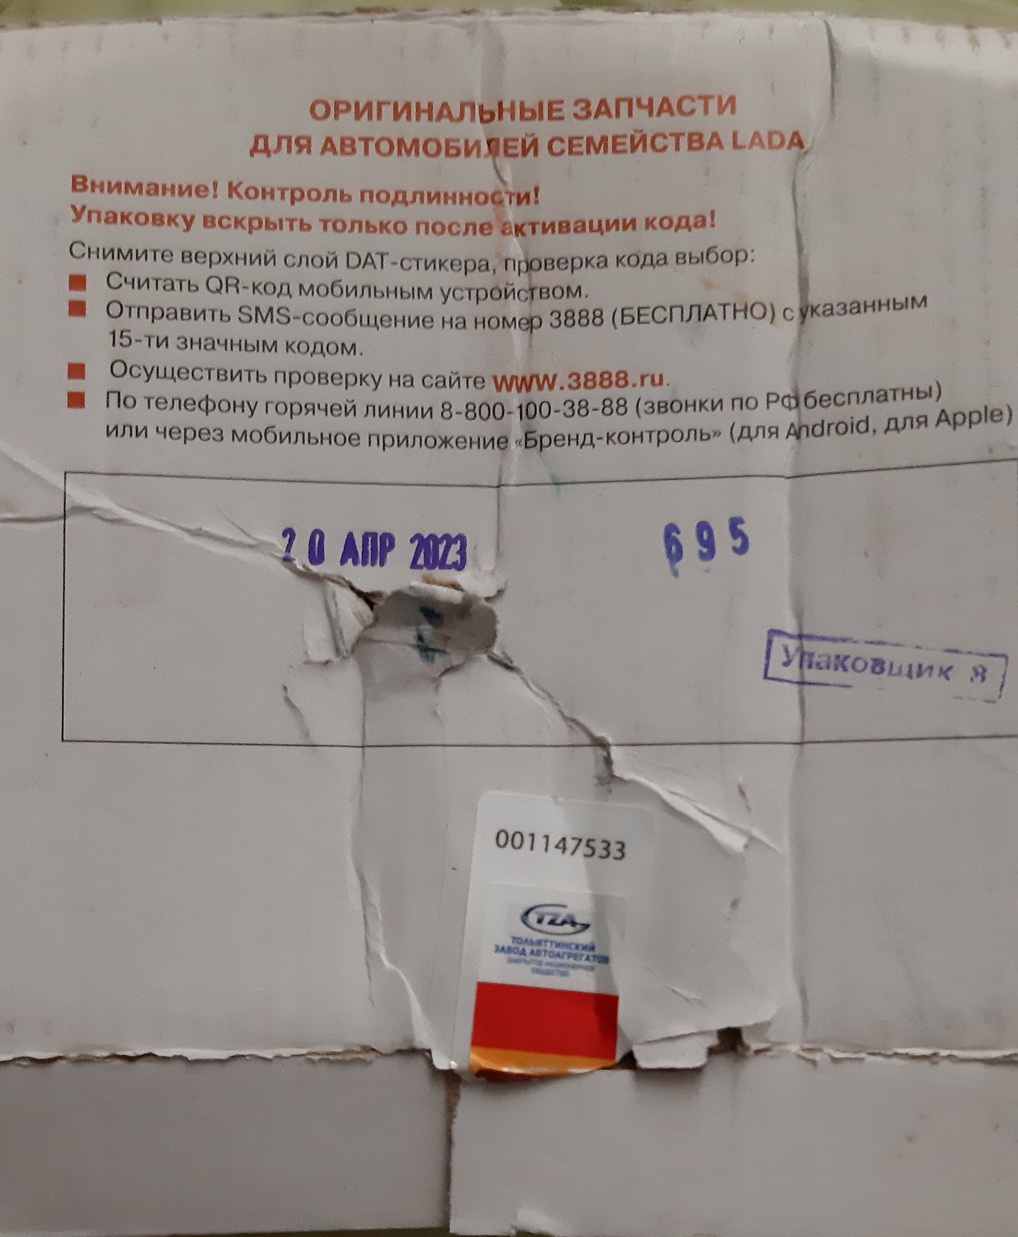 ОРИГИНАЛЬНЫЕ ЗАПЧАСТИ
ДЛЯ АВТОМОБИЛЕЙ СЕМЕЙСТВА LADA
Внимание! Контроль подлинности!
Упаковку вскрыть только после активации кода!
Снимите верхний слой DAT-стикера, проверка кода выбор:
Считать QR-код мобильным устройством.
Отправить SMS-сообщение на номер 3888 (БЕСПЛАТНО) с указанным
15-ти значным кодом.
Осуществить проверку на сайте www.3888.ru.
По телефону горячей линии 8-800-100-38-88 (звонки по РФ бесплатны)
или через мобильное приложение «Бренд-контроль» (для Android, для Apple)
20 АПР 2023
695
Упаковщик 8
001147533
TZA
ТОЛЬЯТТИНСКИЙ
ЗАВОД АВТОАГРЕГАТОВ
ЗАКРЫТОЕ АКЦИОНЕРНОЕ
ОБЩЕСТВО